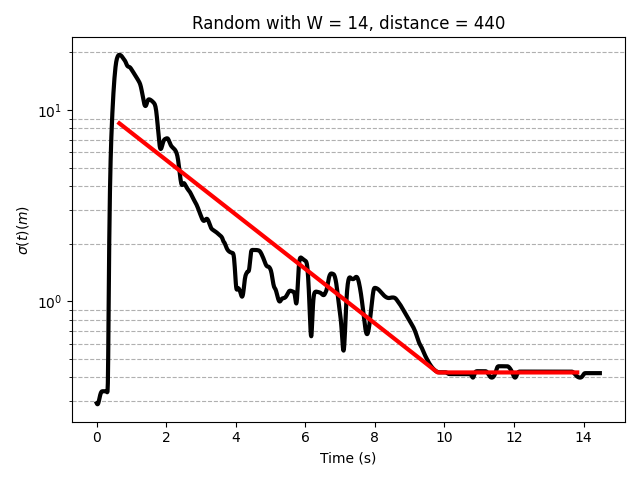 Random with W = 14, distance = 440
σ(t)(m)
10¹
10⁰
0 2 4 6 8 10 12 14
Time (s)